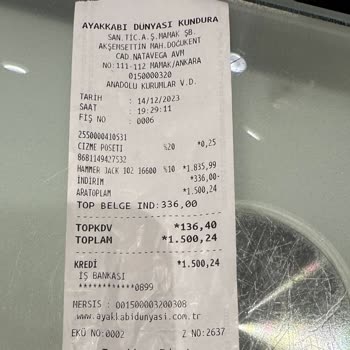 AYAKKABI DÜNYASI KUNDURA
SAN.TİC.A.Ş.MAMAK ŞB.
AKŞEMSETTİN MAH.DOĞUKENT
CAD.NATAVEGA AVM
NO:111-112 MAMAK/ANKARA
0150000320
ANADOLU KURUMLAR V.D.
TARİH : 14/12/2023
SAAT : 19:29:11
FİŞ NO : 0006
2550000410531
ÇİZME POŞETİ %20 *0,25
8681149427532
HAMMER JACK 102 16600 %10 *1.835,99
İNDİRİM *336,00-
ARATOPLAM *1.500,24
TOP BELGE IND:336,00
TOPKDV *136,40
TOPLAM *1.500,24
KREDİ *1.500,24
İŞ BANKASI
************0899
MERSIS : 001500003200308
www.ayakkabidunyasi.com.tr
EKÜ NO:0002 Z NO:2637